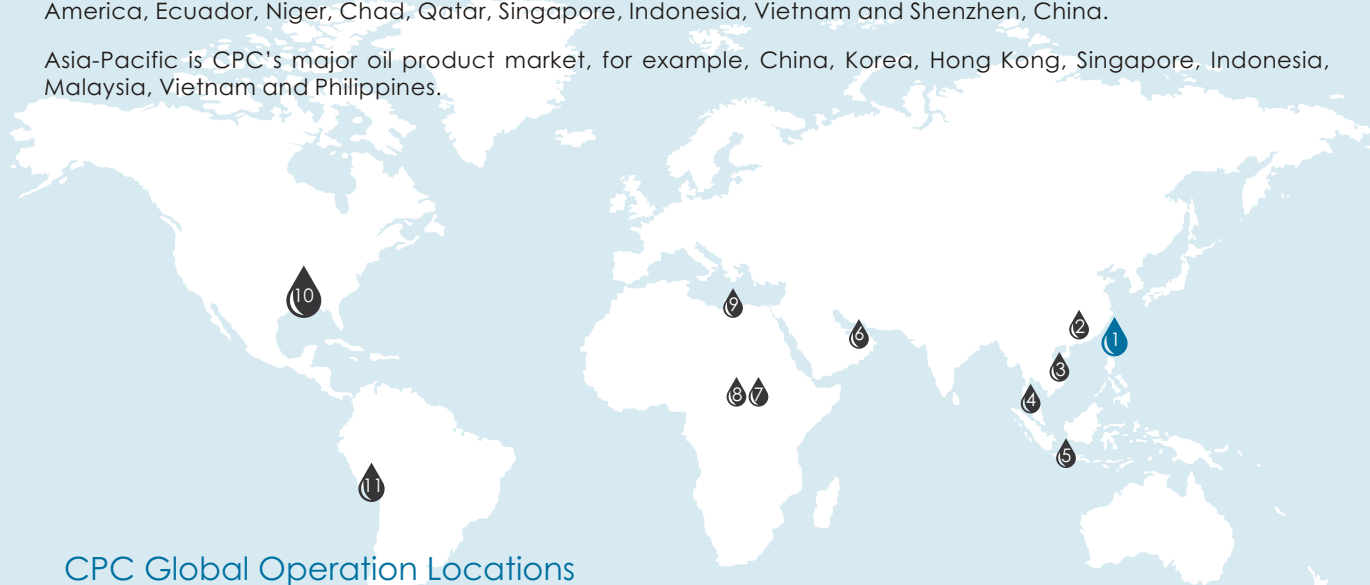 America, Ecuador, Niger, Chad, Qatar, Singapore, Indonesia, Vietnam and Shenzhen, China.
Asia-Pacific is CPC’s major oil product market, for example, China, Korea, Hong Kong, Singapore, Indonesia,
Malaysia, Vietnam and Philippines.
10
9
6
2
1
3
8
7
4
5
11
CPC Global Operation Locations